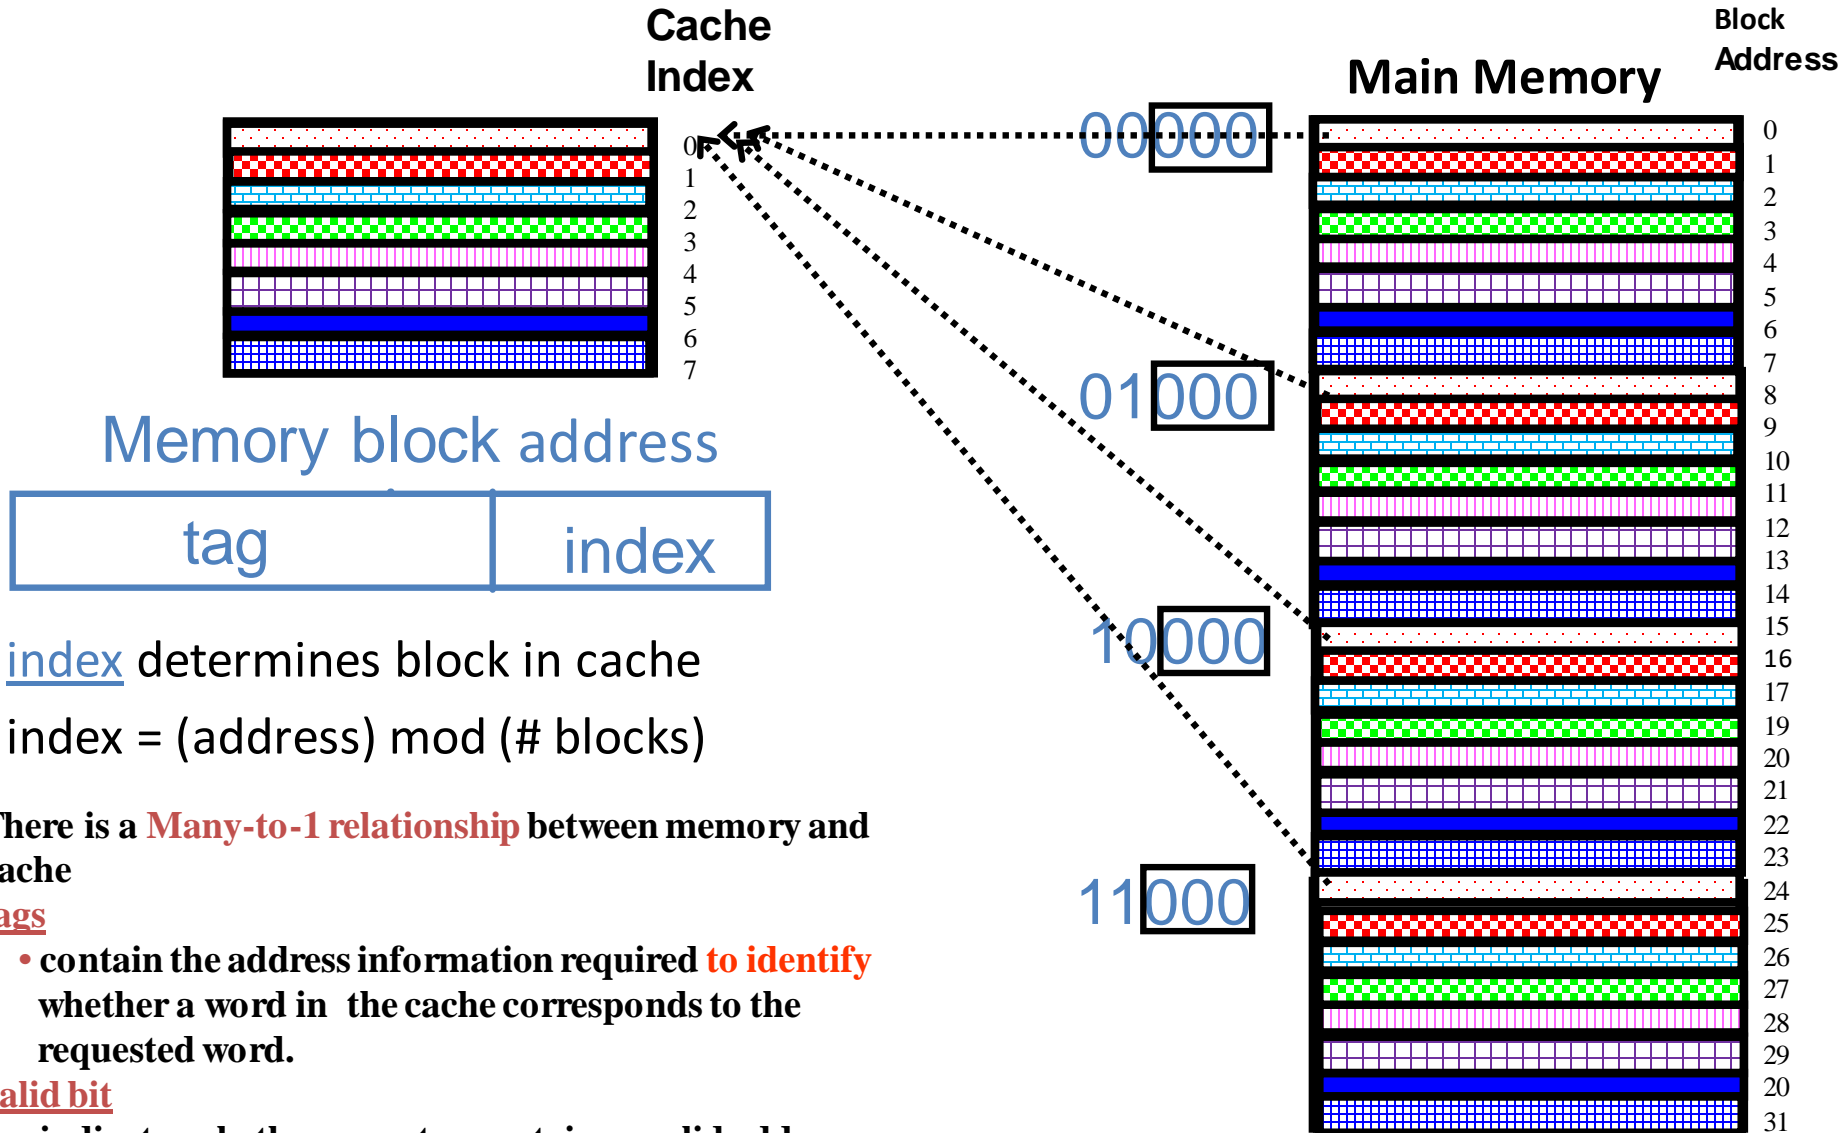 Cache
Index
0
1
2
3
4
5
6
7
Memory block address
tag index
index determines block in cache
index = (address) mod (# blocks)
There is a Many-to-1 relationship between memory and
ache
ags
• contain the address information required to identify
whether a word in the cache corresponds to the
requested word.
alid bit
00000
01000
10000
11000
Main Memory
Block
Address
0
1
2
3
4
5
6
7
8
9
10
11
12
13
14
15
16
17
19
20
21
22
23
24
25
26
27
28
29
20
31